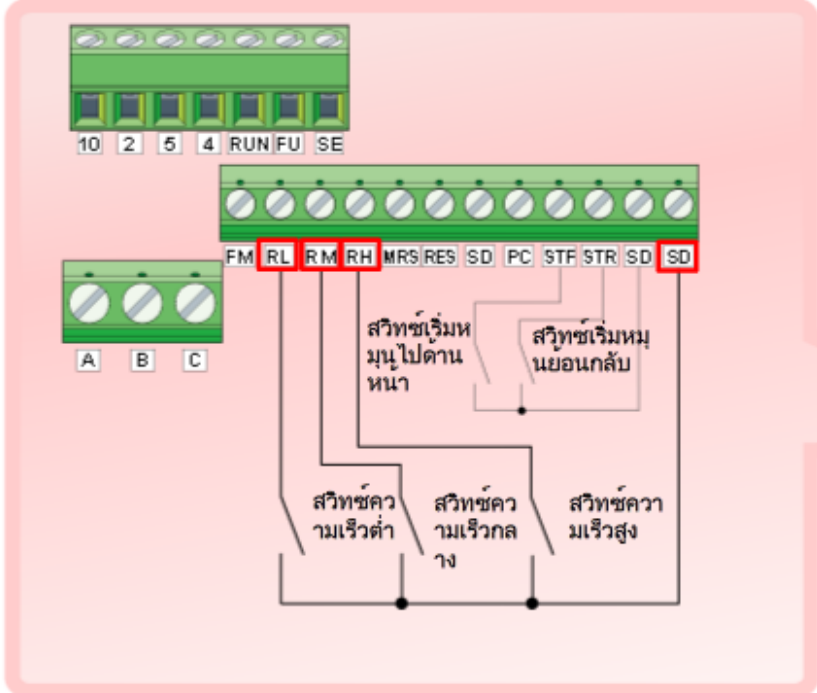 10 2 5 4 RUN FU SE
FM RL RM RH MRS RES SD PC STF STR SD SD
A B C
สวิทซ์เริ่มห
มุนไปด้าน
หน้า
สวิทซ์เริ่มหมุ
นย้อนกลับ
สวิทซ์คว
ามเร็วต่ำ
สวิทซ์คว
ามเร็วกล
าง
สวิทซ์ควา
มเร็วสูง